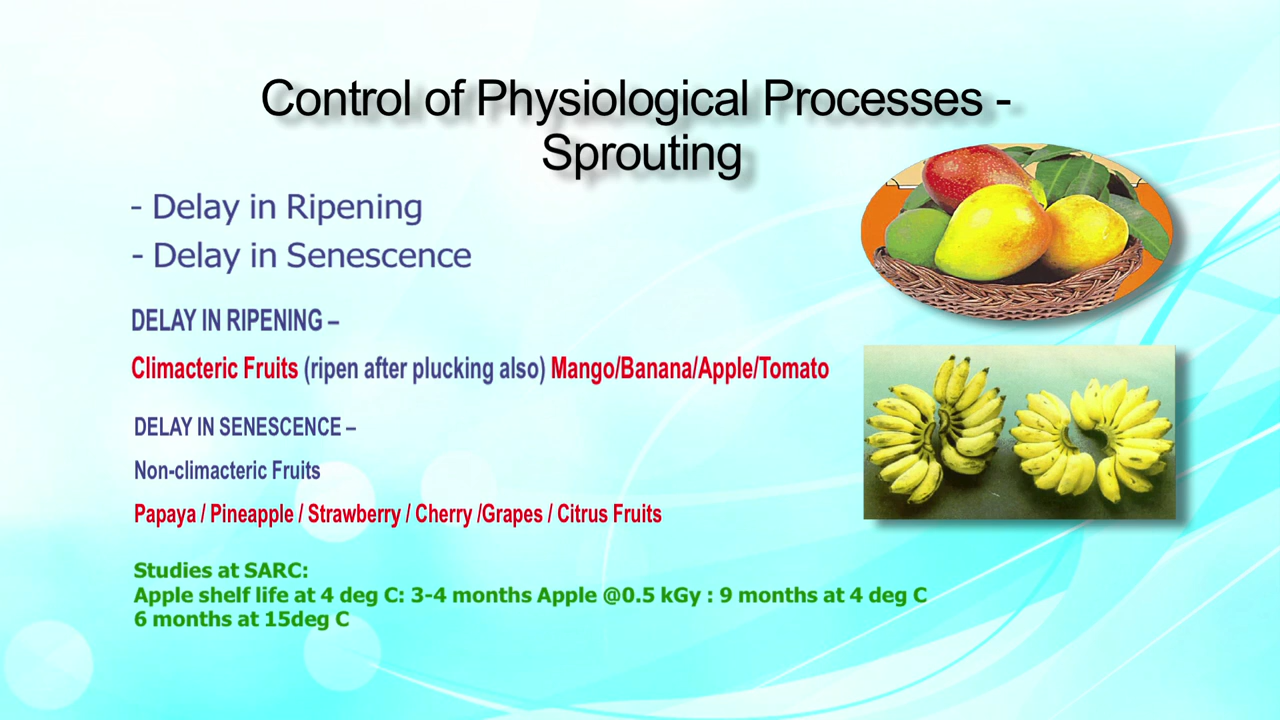 Control of Physiological Processes -
Sprouting
- Delay in Ripening
- Delay in Senescence
DELAY IN RIPENING –
Climacteric Fruits (ripen after plucking also) Mango/Banana/Apple/Tomato
DELAY IN SENESCENCE –
Non-climacteric Fruits
Papaya / Pineapple / Strawberry / Cherry /Grapes / Citrus Fruits
Studies at SARC:
Apple shelf life at 4 deg C: 3-4 months Apple @0.5 kGy : 9 months at 4 deg C
6 months at 15deg C